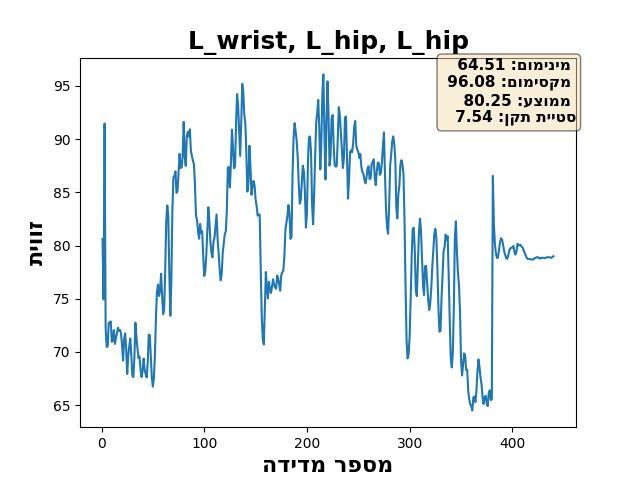 L_wrist, L_hip, L_hip
מינימום: 64.51
מקסימום: 96.08
ממוצע: 80.25
סטיית תקן: 7.54
זווית
95
90
85
80
75
70
65
0 100 200 300 400
מספר מדידה